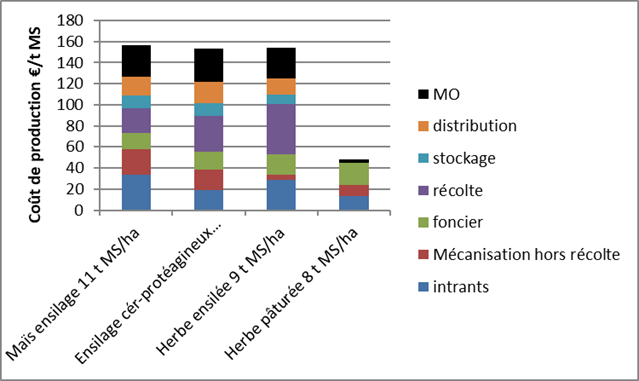 Coût de production €/t MS
180
160
140
120
100
80
60
40
20
0
Maïs ensilage 11 t MS/ha
Ensilage cér-protéagineux...
Herbe ensilée 9 t MS/ha
Herbe pâturée 8 t MS/ha
MO
distribution
stockage
récolte
foncier
Mécanisation hors récolte
intrants